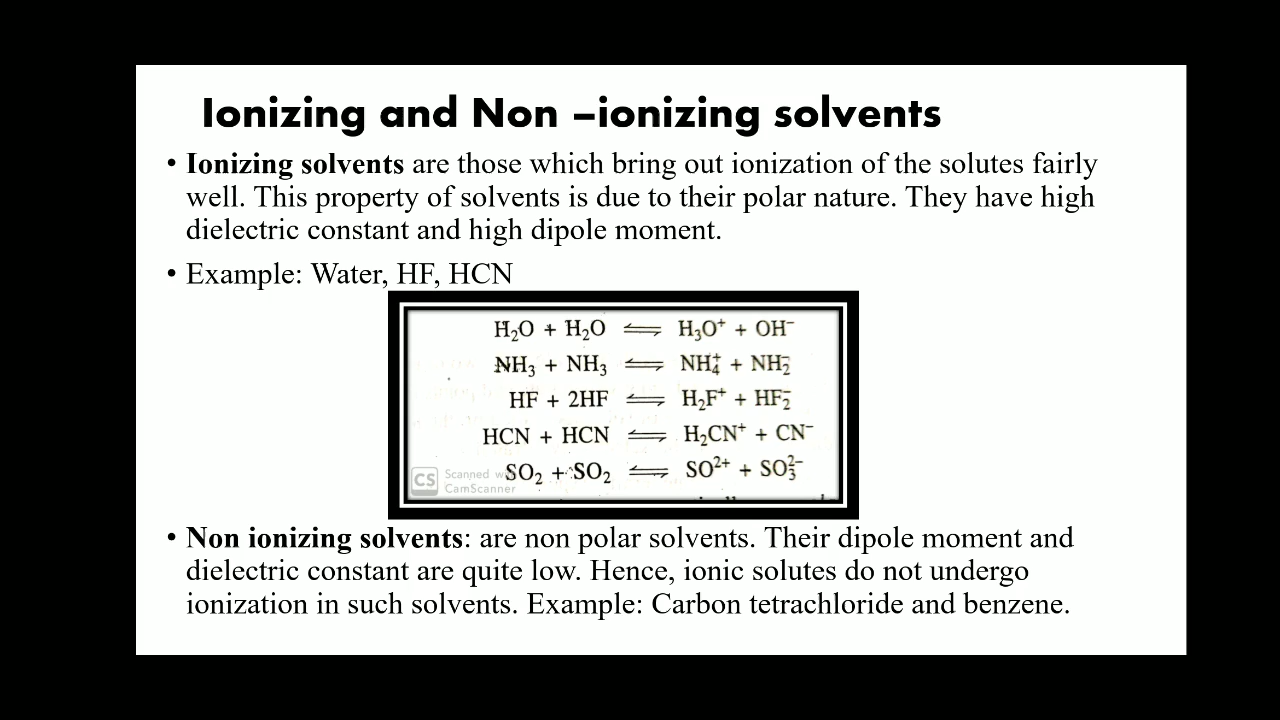 Ionizing and Non –ionizing solvents
• Ionizing solvents are those which bring out ionization of the solutes fairly
well. This property of solvents is due to their polar nature. They have high
dielectric constant and high dipole moment.
• Example: Water, HF, HCN
H₂O + H₂O ⇌ H₃O⁺ + OH⁻
NH₃ + NH₃ ⇌ NH₄⁺ + NH₂⁻
HF + 2HF ⇌ H₂F⁺ + HF₂⁻
HCN + HCN ⇌ H₂CN⁺ + CN⁻
SO₂ + SO₂ ⇌ SO²⁺ + SO₃²⁻
CS Scanned
CamScanner
• Non ionizing solvents: are non polar solvents. Their dipole moment and
dielectric constant are quite low. Hence, ionic solutes do not undergo
ionization in such solvents. Example: Carbon tetrachloride and benzene.